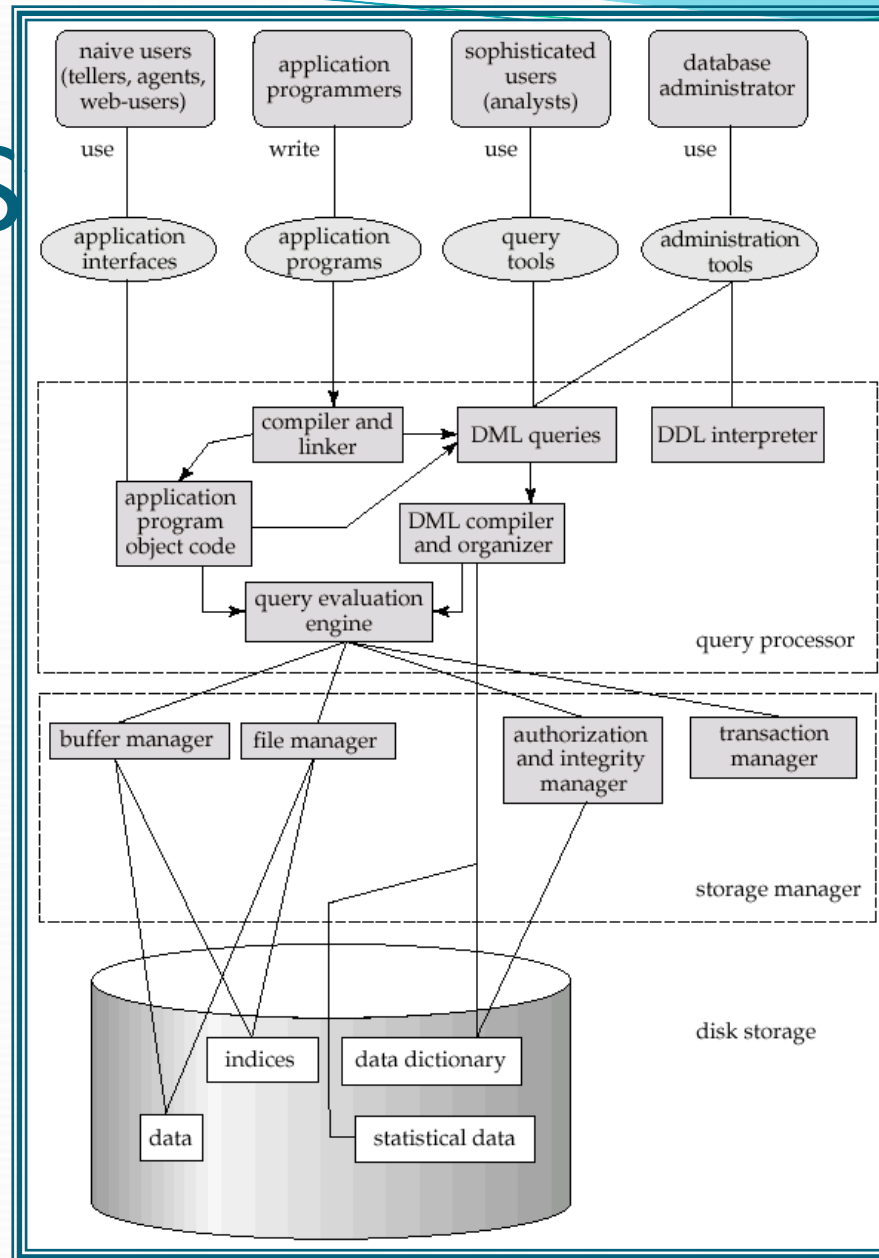 naive users
(tellers, agents,
web-users)
application
programmers
sophisticated
users
(analysts)
database
administrator
use
write
use
use
application
interfaces
application
programs
query
tools
administration
tools
compiler and
linker
DML queries
DDL interpreter
application
program
object code
DML compiler
and organizer
query evaluation
engine
query processor
buffer manager
file manager
authorization
and integrity
manager
transaction
manager
storage manager
disk storage
indices
data dictionary
data
statistical data
S